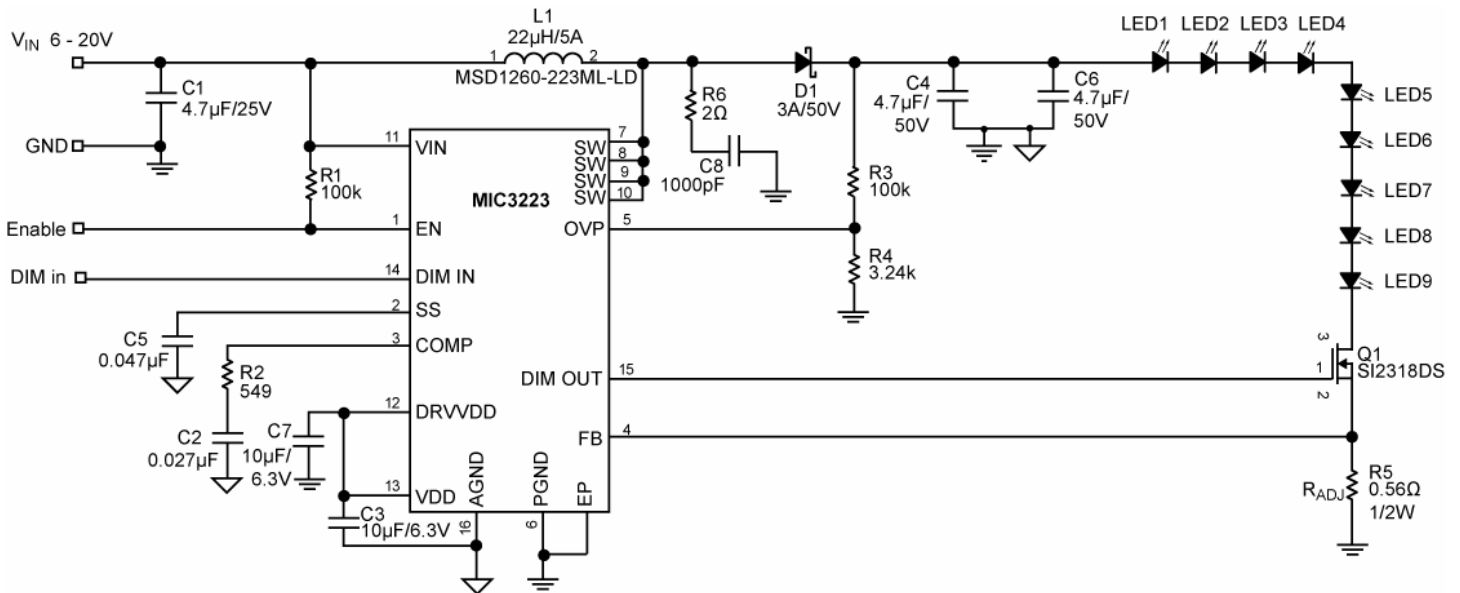 V_IN 6 - 20V
GND
Enable
DIM in
C1
4.7µF/25V
R1
100k
L1
22µH/5A
1
2
MSD1260-223ML-LD
R6
2Ω
C8
1000pF
D1
3A/50V
C4
4.7µF/
50V
C6
4.7µF/
50V
LED1
LED2
LED3
LED4
LED5
LED6
LED7
LED8
LED9
R3
100k
R4
3.24k
MIC3223
11
VIN
1
EN
14
DIM IN
2
SS
3
COMP
12
DRVVDD
13
VDD
7
SW
8
SW
9
SW
10
SW
5
OVP
15
DIM OUT
4
FB
AGND
16
PGND
6
EP
C5
0.047µF
R2
549
C2
0.027µF
C7
10µF/
6.3V
C3
10µF/6.3V
3
1
2
Q1
SI2318DS
R_ADJ
R5
0.56Ω
1/2W